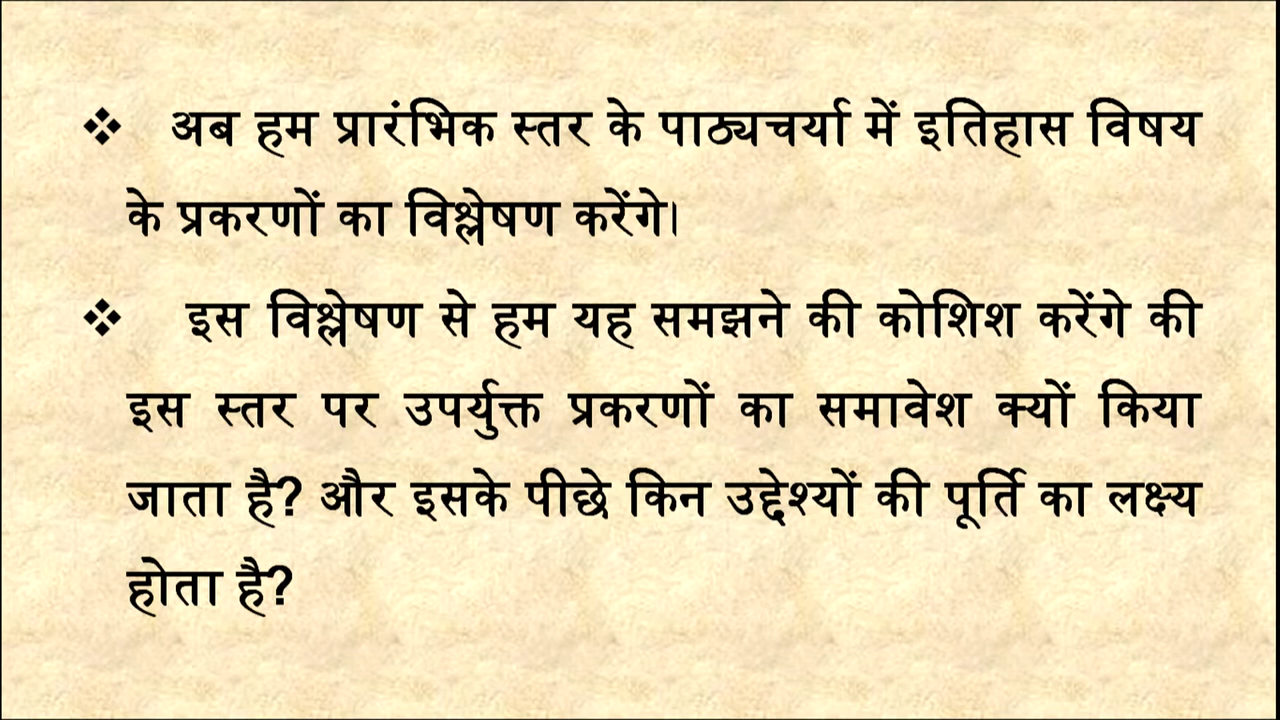 ❖ अब हम प्रारंभिक स्तर के पाठ्यचर्या में इतिहास विषय
के प्रकरणों का विश्लेषण करेंगे।
❖ इस विश्लेषण से हम यह समझने की कोशिश करेंगे की
इस स्तर पर उपर्युक्त प्रकरणों का समावेश क्यों किया
जाता है? और इसके पीछे किन उद्देश्यों की पूर्ति का लक्ष्य
होता है?